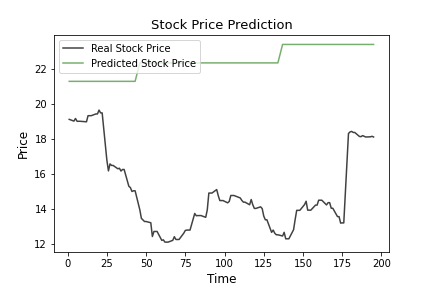 Stock Price Prediction
Real Stock Price
Predicted Stock Price
Price
22
20
18
16
14
12
0 25 50 75 100 125 150 175 200
Time